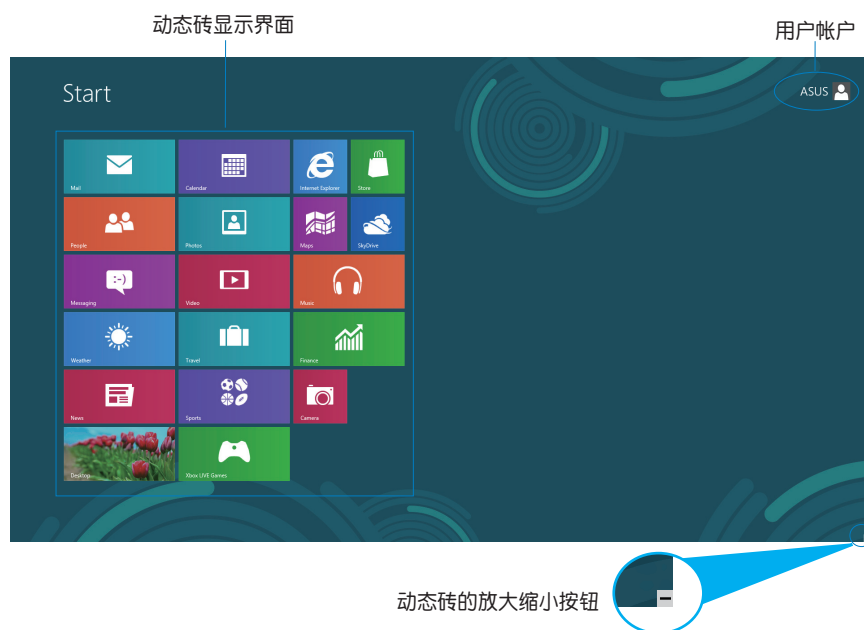 动态砖显示界面
用户帐户
Start
ASUS
Mail
Calendar
Internet Explorer
Store
People
Photos
Maps
SkyDrive
Messaging
:-)
Video
Music
Weather
Travel
Finance
News
Sports
Camera
Desktop
Xbox LIVE Games
动态砖的放大缩小按钮